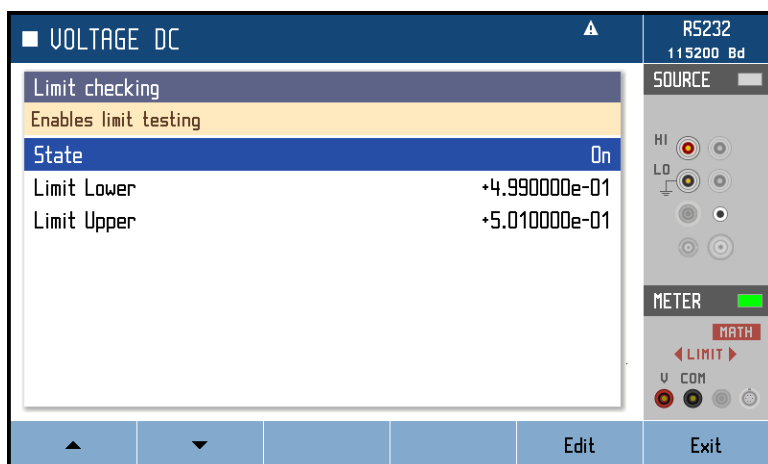 VOLTAGE DC
RS232
115200 Bd
Limit checking
Enables limit testing
State On
Limit Lower +4.990000e-01
Limit Upper +5.010000e-01
SOURCE
HI
LO
METER
MATH
LIMIT
V COM
Edit
Exit